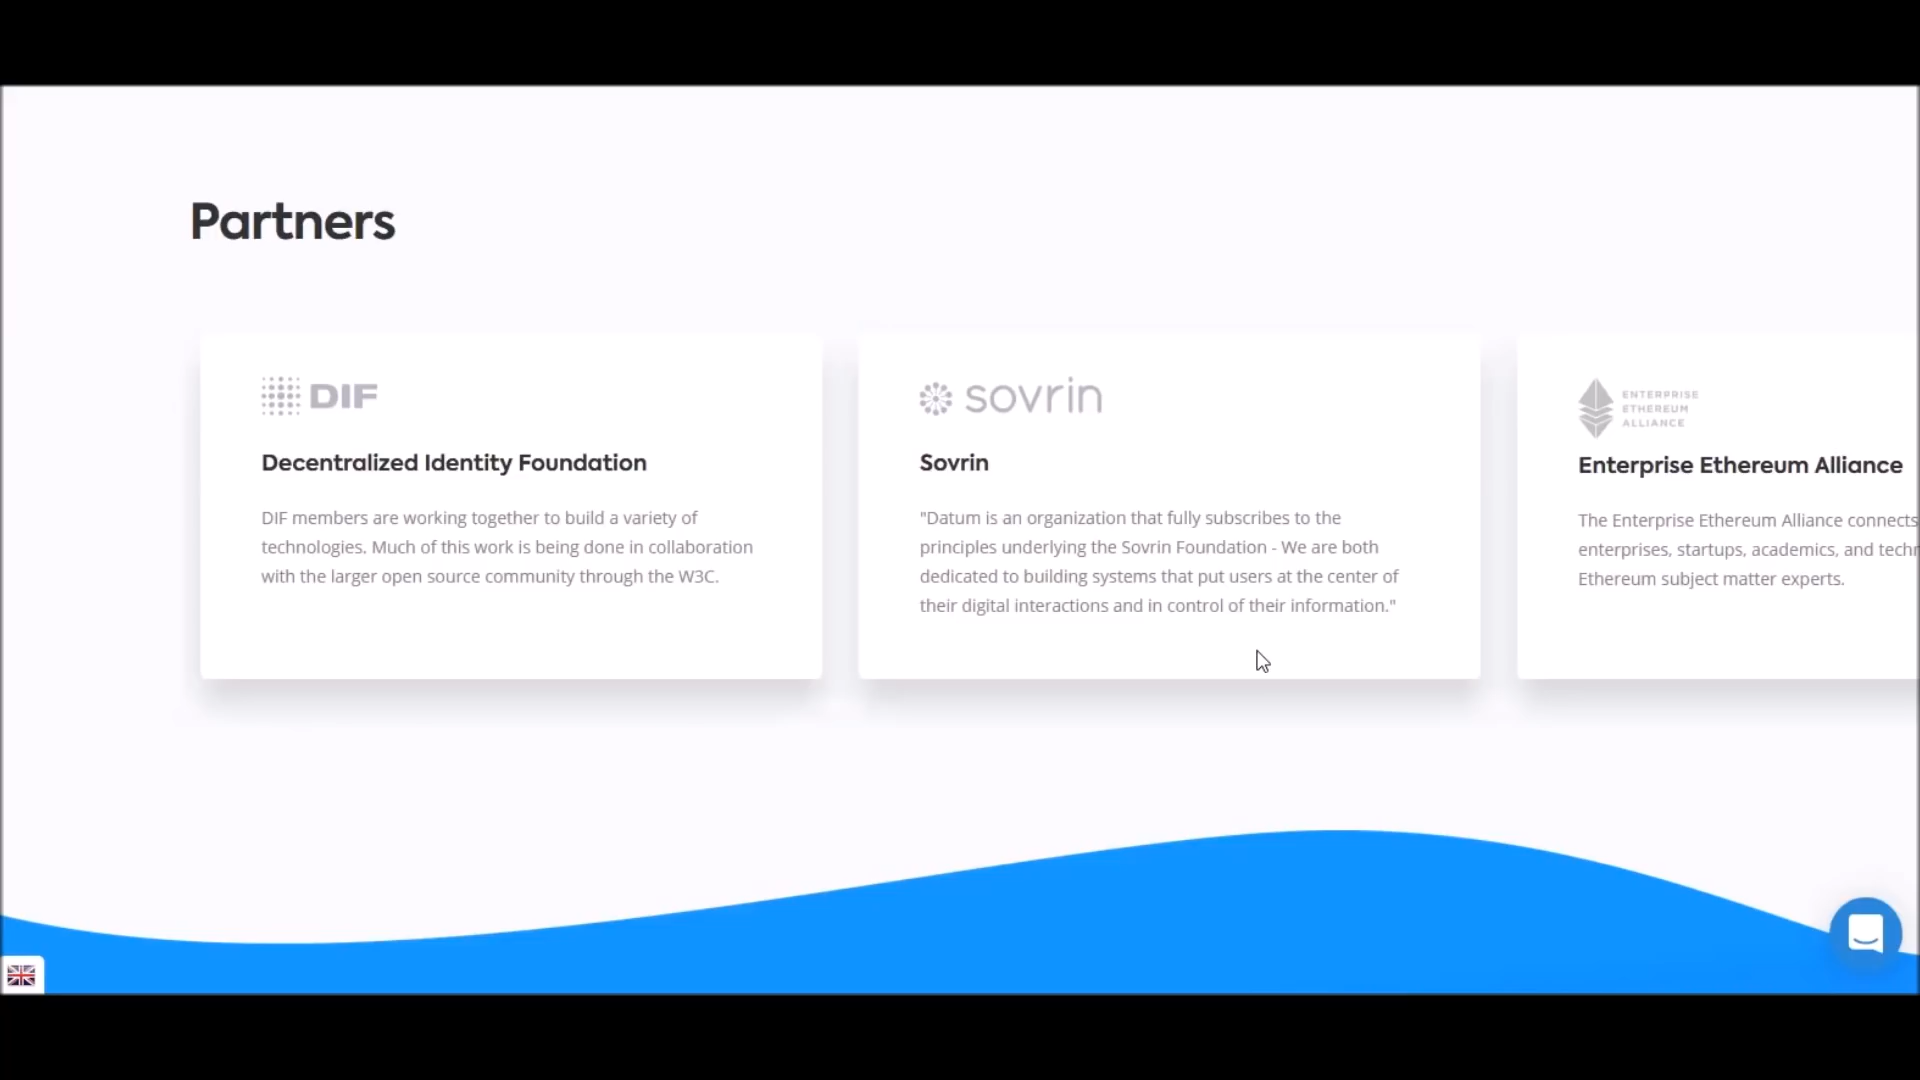 Partners
DIF
Decentralized Identity Foundation
DIF members are working together to build a variety of
technologies. Much of this work is being done in collaboration
with the larger open source community through the W3C.
sovrin
Sovrin
"Datum is an organization that fully subscribes to the
principles underlying the Sovrin Foundation - We are both
dedicated to building systems that put users at the center of
their digital interactions and in control of their information."
ENTERPRISE
ETHEREUM
ALLIANCE
Enterprise Ethereum Alliance
The Enterprise Ethereum Alliance connects
enterprises, startups, academics, and techn
Ethereum subject matter experts.